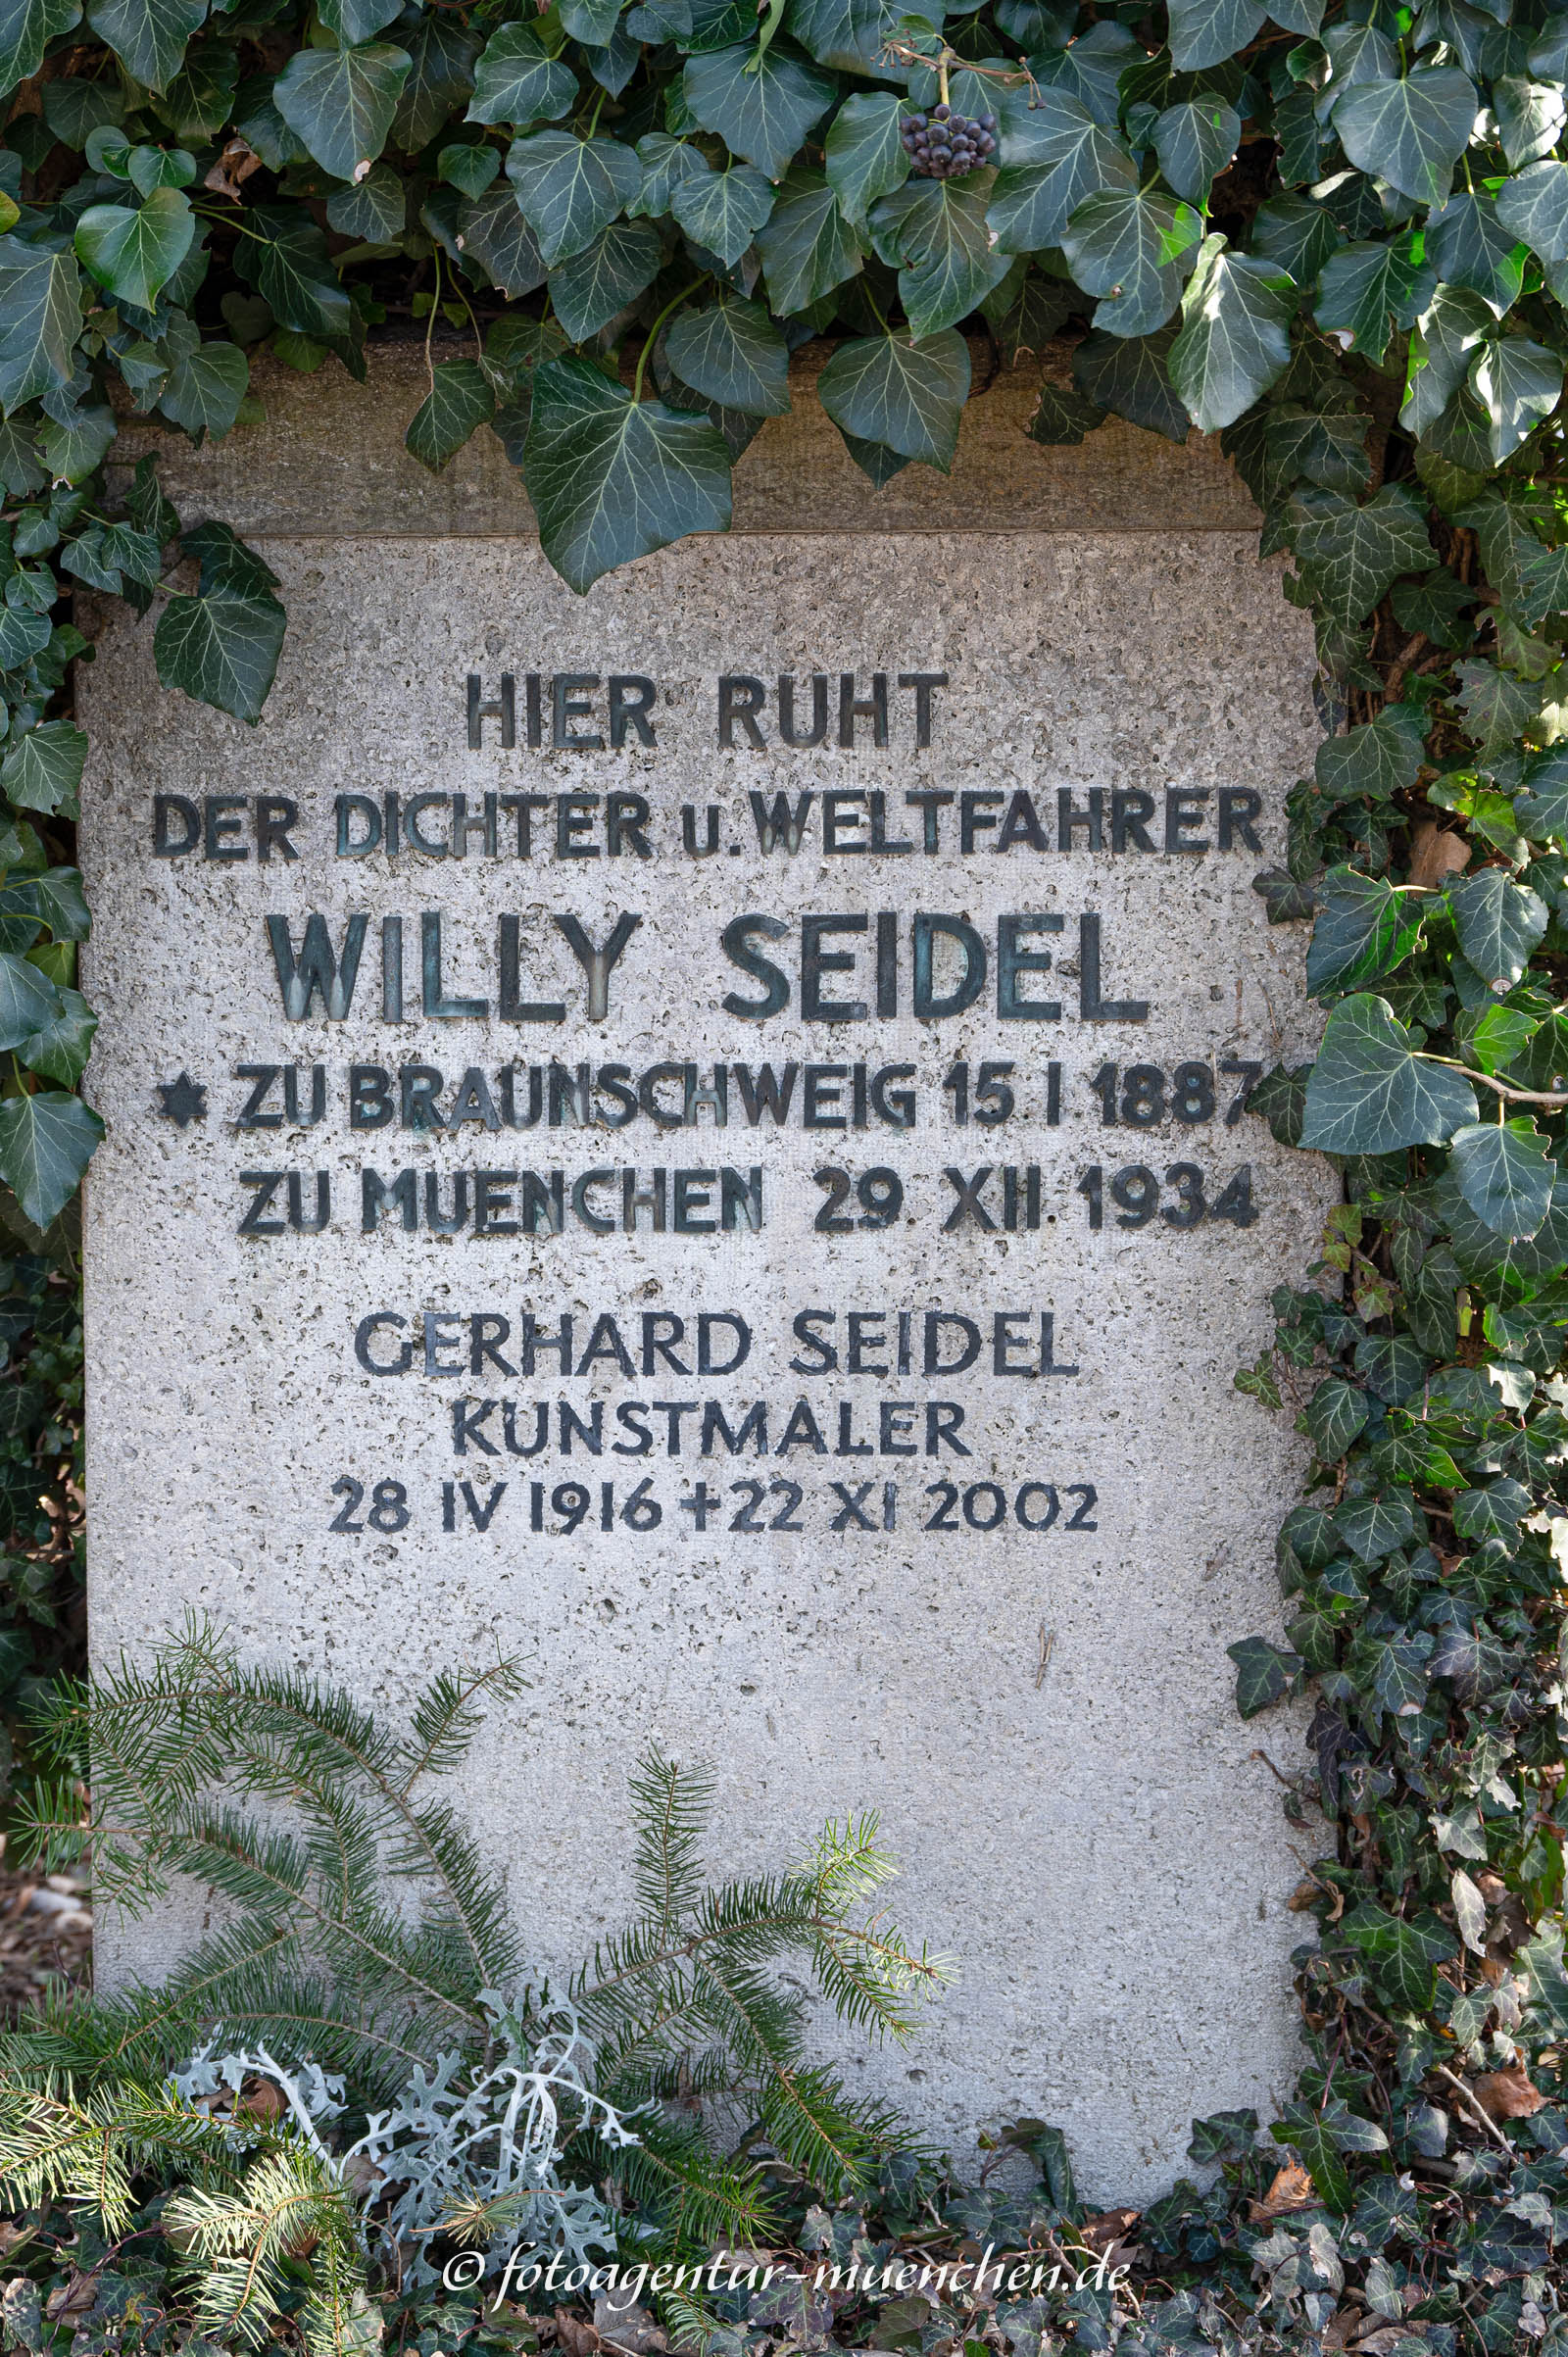 HIER RUHT
DER DICHTER u. WELTFAHRER
WILLY SEIDEL
✶ ZU BRAUNSCHWEIG 15 I 1887
ZU MUENCHEN 29 XII 1934
GERHARD SEIDEL
KUNSTMALER
28 IV 1916 + 22 XI 2002
© fotoagentur-muenchen.de